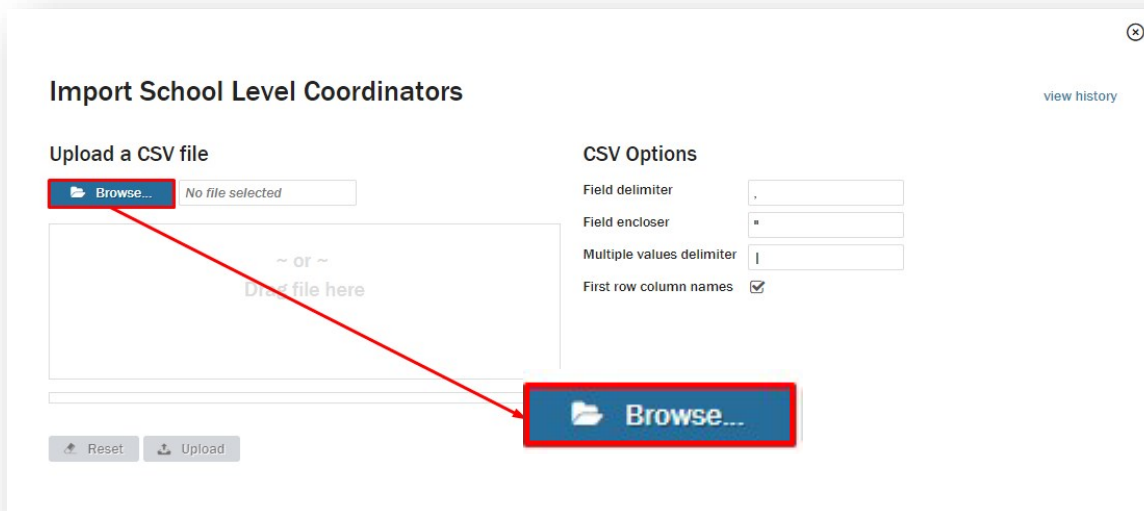 Import School Level Coordinators
view history
Upload a CSV file
Browse...
No file selected
~ or ~
Drag file here
Reset
Upload
CSV Options
Field delimiter
,
Field encloser
"
Multiple values delimiter
|
First row column names
Browse...